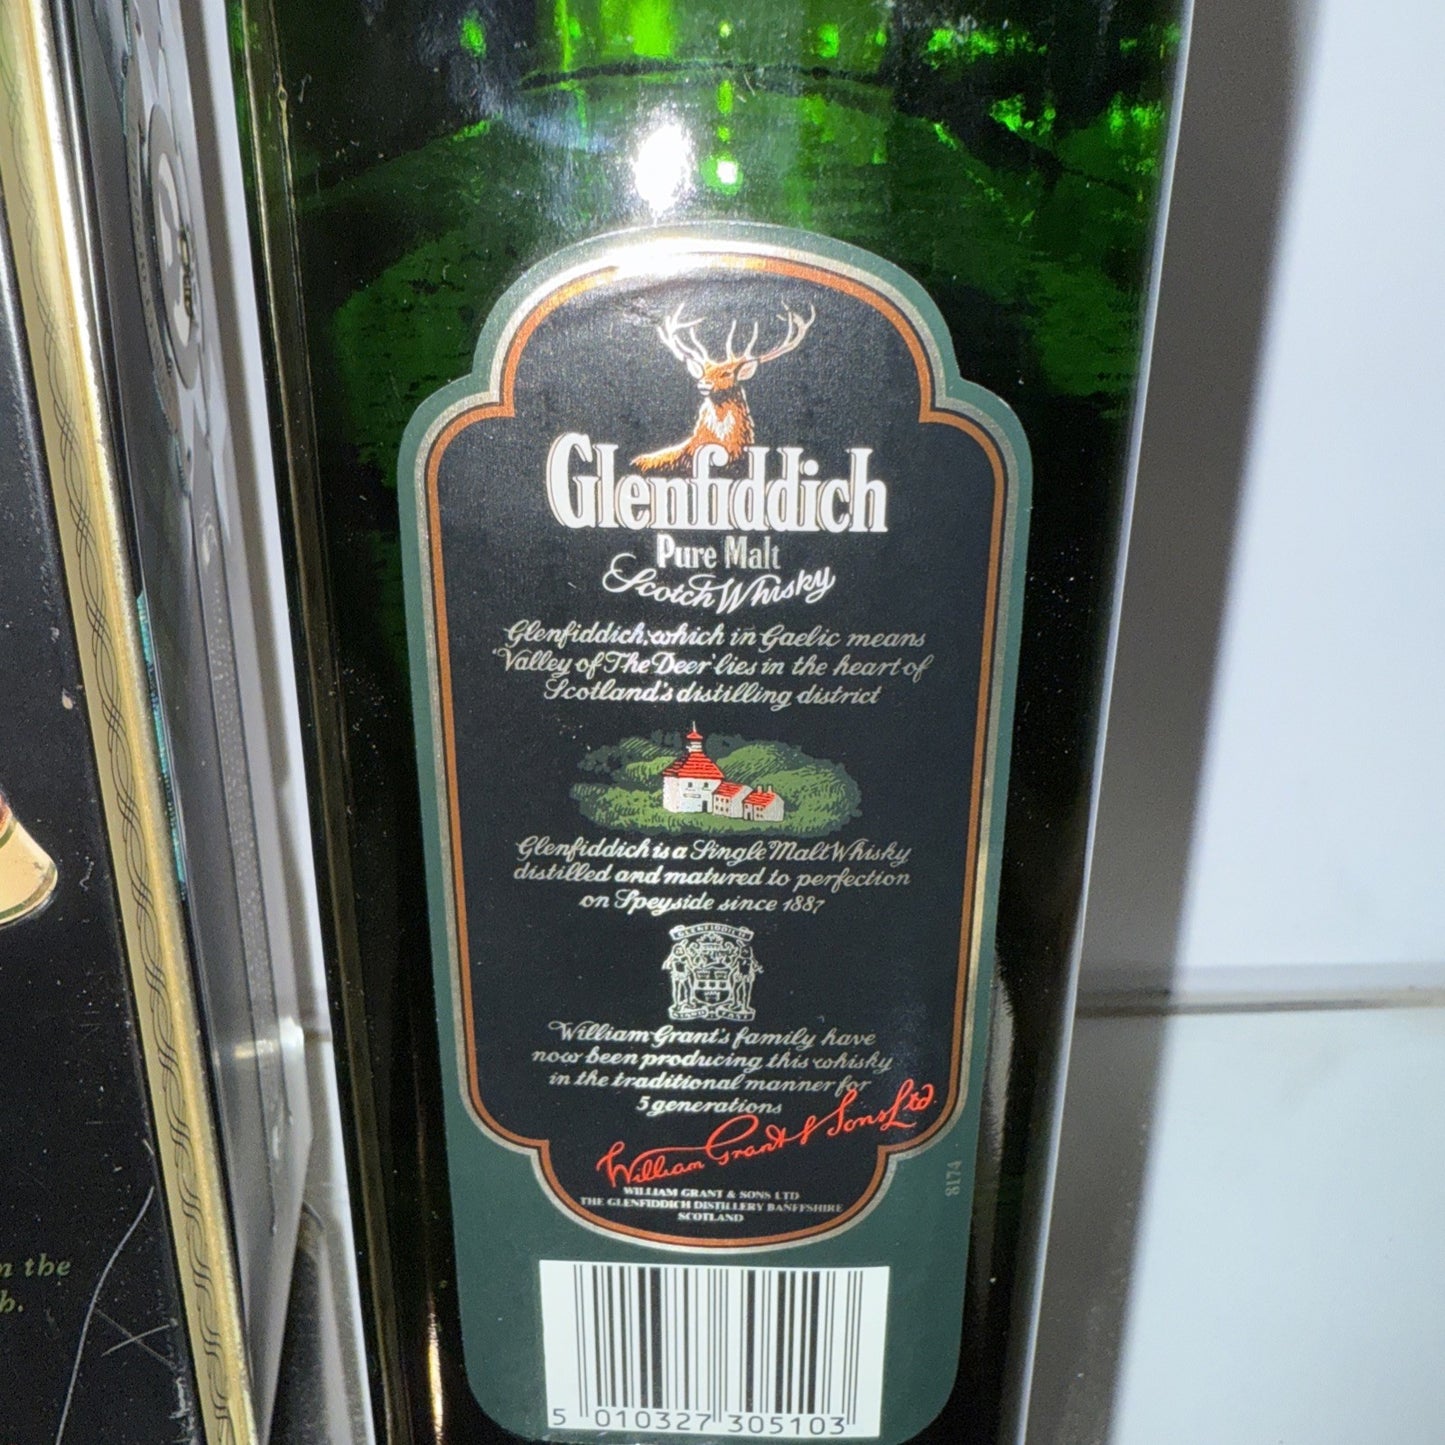 Glenfiddich
Pure Malt
Scotch Whisky
Glenfiddich, which in Gaelic means
'Valley of The Deer' lies in the heart of
Scotland's distilling district
Glenfiddich is a Single Malt Whisky
distilled and matured to perfection
on Speyside since 1887
GLENFIDDICH
William Grant's family have
now been producing this whisky
in the traditional manner for
5 generations
William Grant & Sons Ltd
WILLIAM GRANT & SONS LTD
THE GLENFIDDICH DISTILLERY BANFFSHIRE
SCOTLAND
8174
5 010327 305103
n the
h.